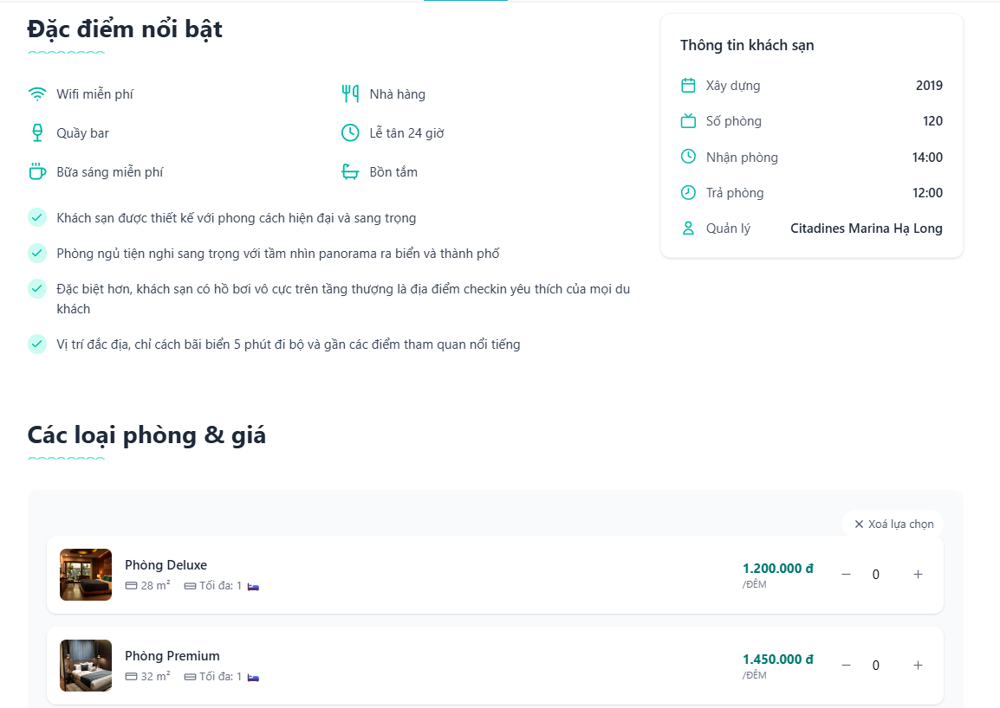 Đặc điểm nổi bật
Wifi miễn phí
Nhà hàng
Quầy bar
Lễ tân 24 giờ
Bữa sáng miễn phí
Bồn tắm
Khách sạn được thiết kế với phong cách hiện đại và sang trọng
Phòng ngủ tiện nghi sang trọng với tầm nhìn panorama ra biển và thành phố
Đặc biệt hơn, khách sạn có hồ bơi vô cực trên tầng thượng là địa điểm checkin yêu thích của mọi du
khách
Vị trí đắc địa, chỉ cách bãi biển 5 phút đi bộ và gần các điểm tham quan nổi tiếng
Thông tin khách sạn
Xây dựng 2019
Số phòng 120
Nhận phòng 14:00
Trả phòng 12:00
Quản lý Citadines Marina Hạ Long
Các loại phòng & giá
Xoá lựa chọn
Phòng Deluxe
28 m² Tối đa: 1
1.200.000 đ
/ĐÊM
0
Phòng Premium
32 m² Tối đa: 1
1.450.000 đ
/ĐÊM
0